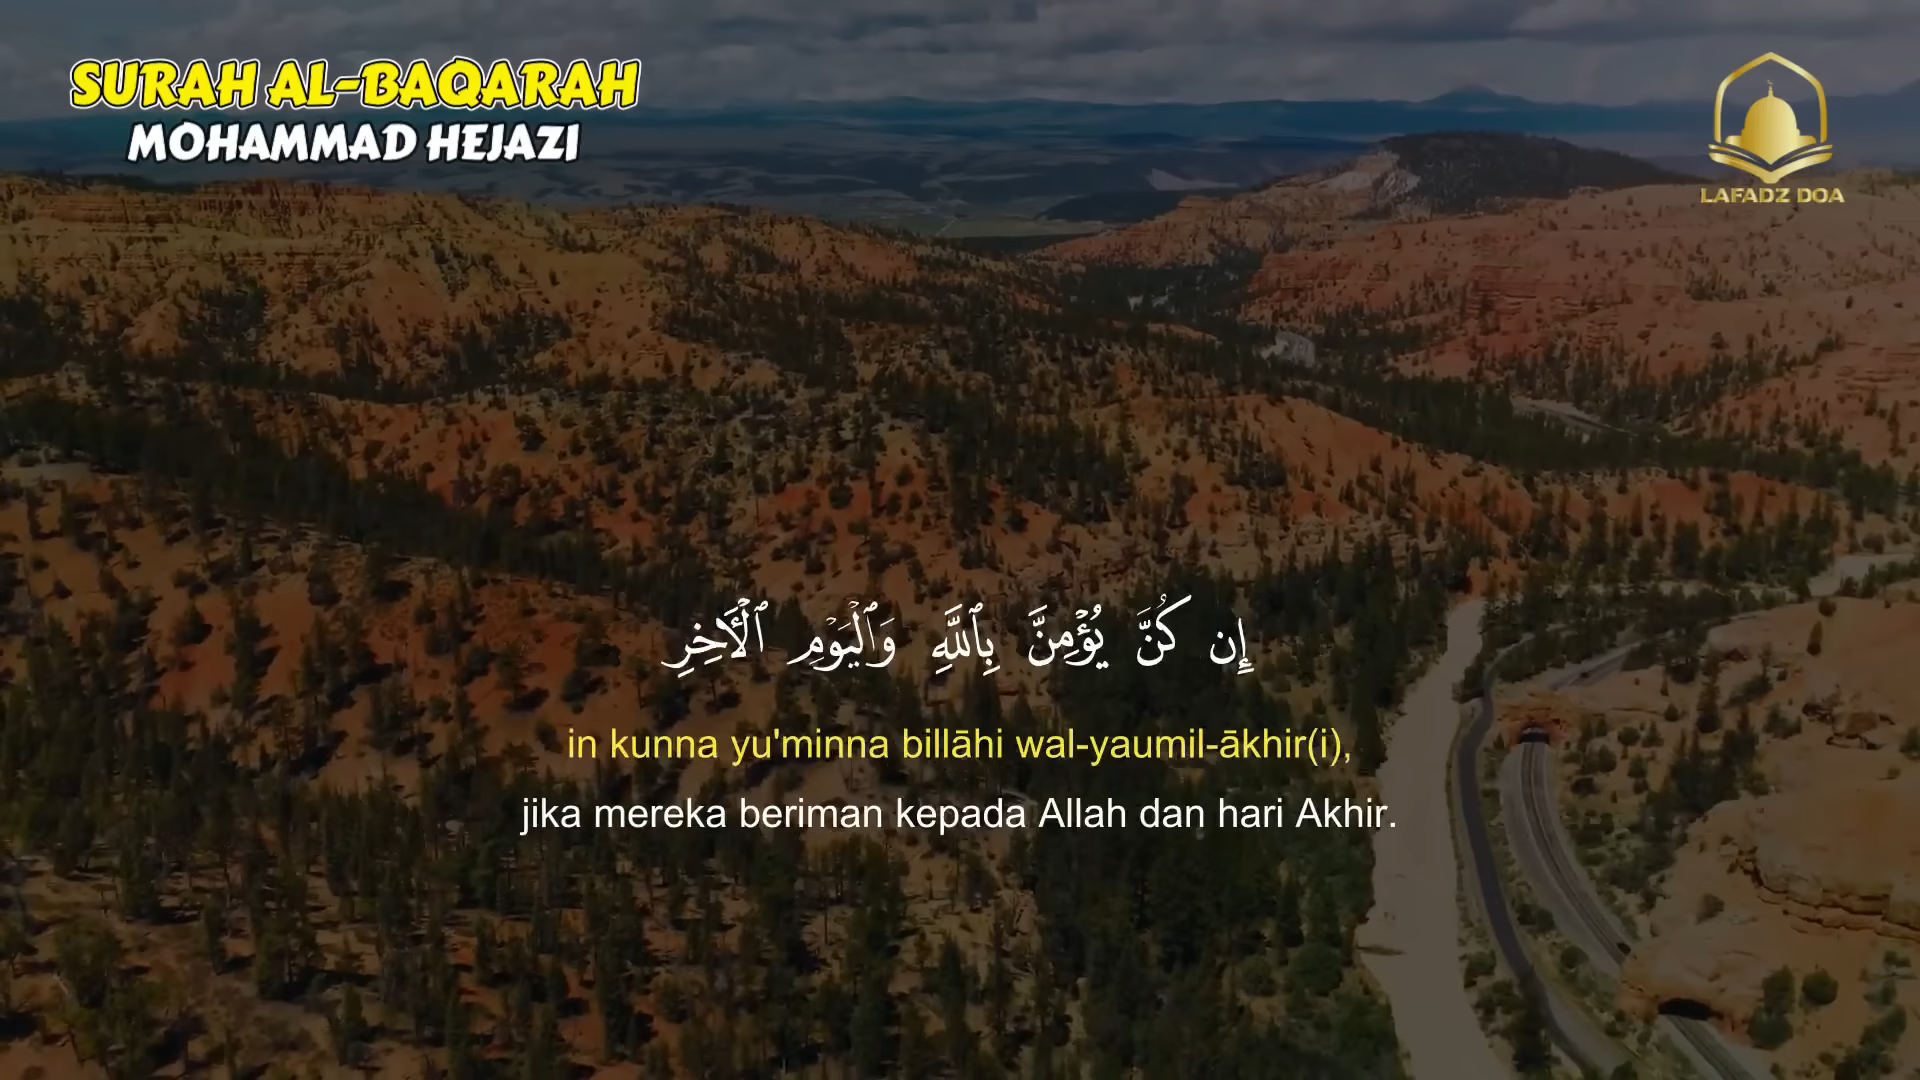 SURAH AL-BAQARAH
MOHAMMAD HEJAZI
LAFADZ DOA
إِن كُنَّ يُؤْمِنَّ بِٱللَّهِ وَٱلْيَوْمِ ٱلْأَخِرِ
in kunna yu'minna billāhi wal-yaumil-ākhir(i),
jika mereka beriman kepada Allah dan hari Akhir.